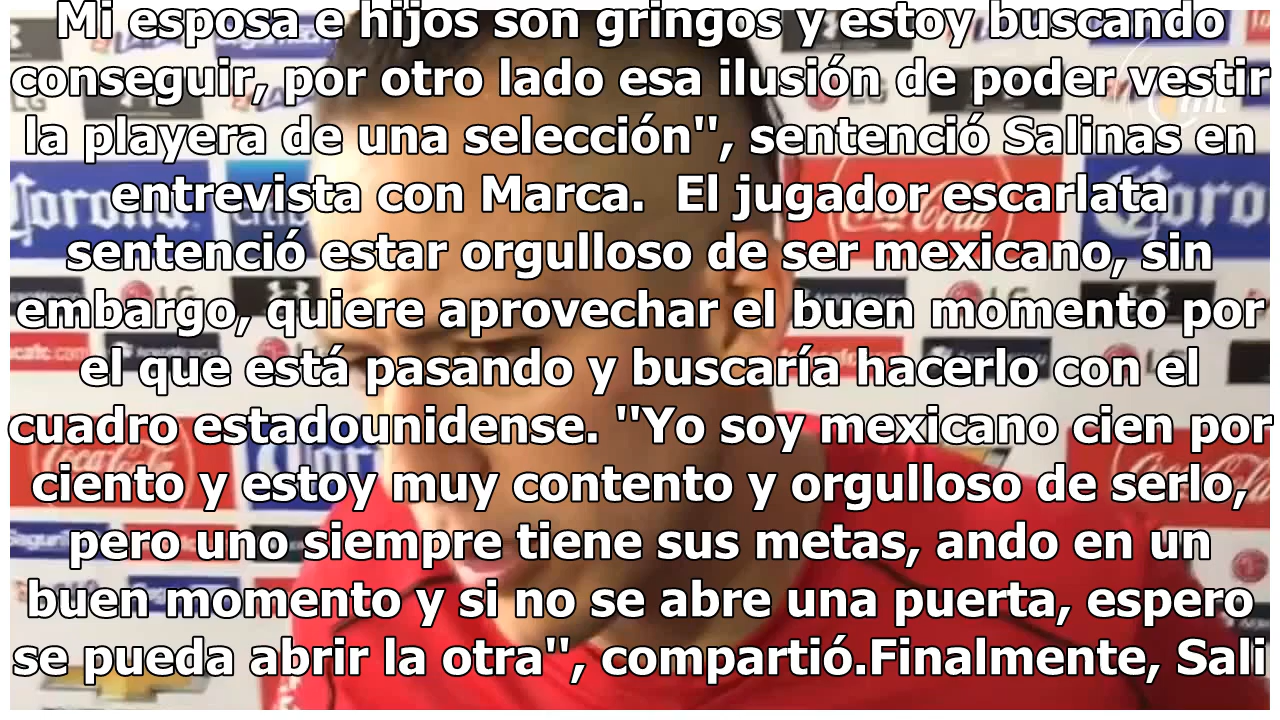 Mi esposa e hijos son gringos y estoy buscando
conseguir, por otro lado esa ilusión de poder vestir
la playera de una selección", sentenció Salinas en
entrevista con Marca.  El jugador escarlata
sentenció estar orgulloso de ser mexicano, sin
embargo, quiere aprovechar el buen momento por
el que está pasando y buscaría hacerlo con el
cuadro estadounidense. "Yo soy mexicano cien por
ciento y estoy muy contento y orgulloso de serlo,
pero uno siempre tiene sus metas, ando en un
buen momento y si no se abre una puerta, espero
se pueda abrir la otra", compartió.Finalmente, Sali
Corona
Coca-Cola
LG